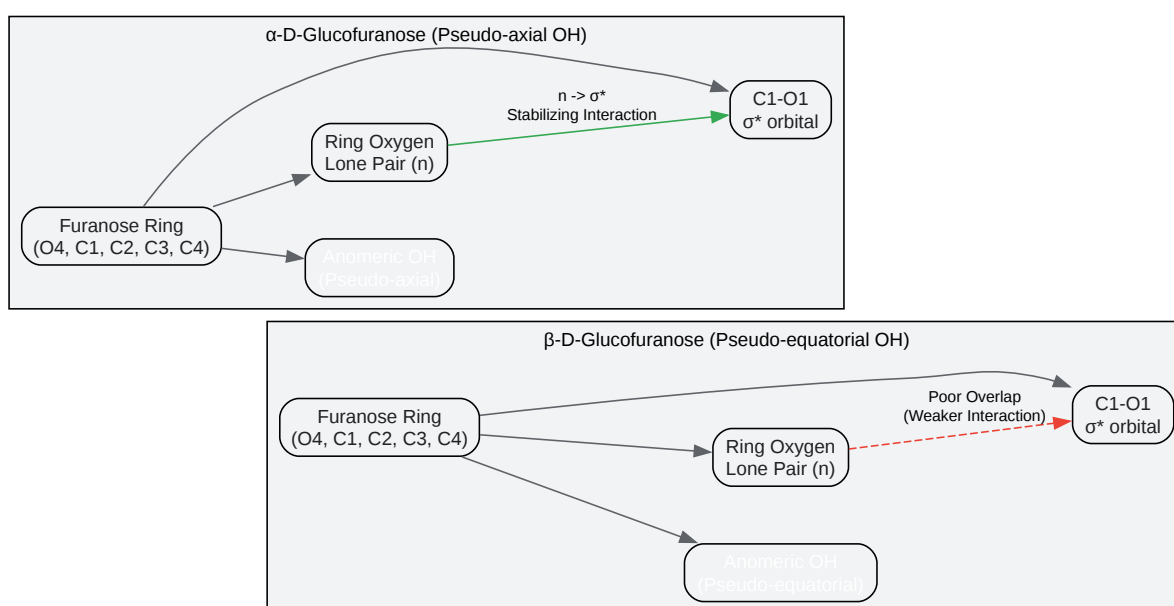 α-D-Glucofuranose (Pseudo-axial OH)
n -> σ*
Stabilizing Interaction
C1-O1
σ* orbital
Ring Oxygen
Lone Pair (n)
Furanose Ring
(O4, C1, C2, C3, C4)
Anomeric OH
(Pseudo-axial)
β-D-Glucofuranose (Pseudo-equatorial OH)
Poor Overlap
(Weaker Interaction)
C1-O1
σ* orbital
Furanose Ring
(O4, C1, C2, C3, C4)
Ring Oxygen
Lone Pair (n)
Anomeric OH
(Pseudo-equatorial)